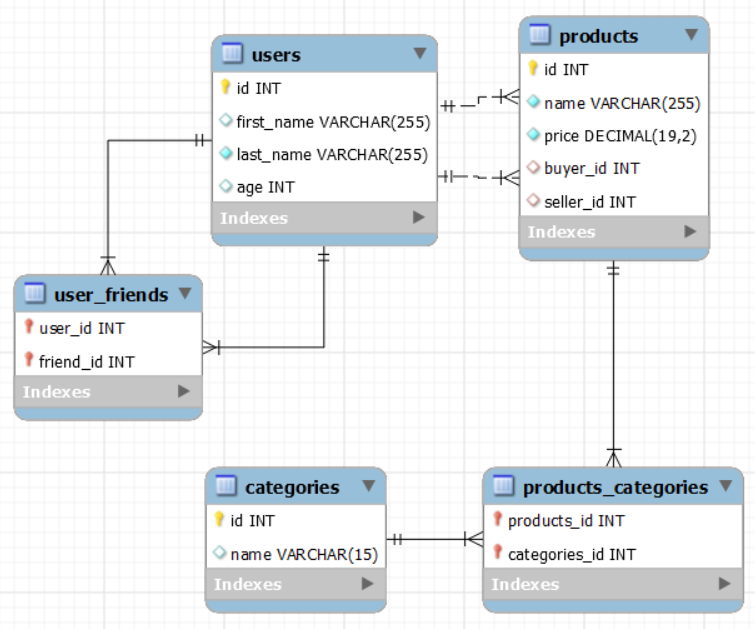 users
id INT
first_name VARCHAR(255)
last_name VARCHAR(255)
age INT
Indexes
products
id INT
name VARCHAR(255)
price DECIMAL(19,2)
buyer_id INT
seller_id INT
Indexes
user_friends
user_id INT
friend_id INT
Indexes
categories
id INT
name VARCHAR(15)
Indexes
products_categories
products_id INT
categories_id INT
Indexes